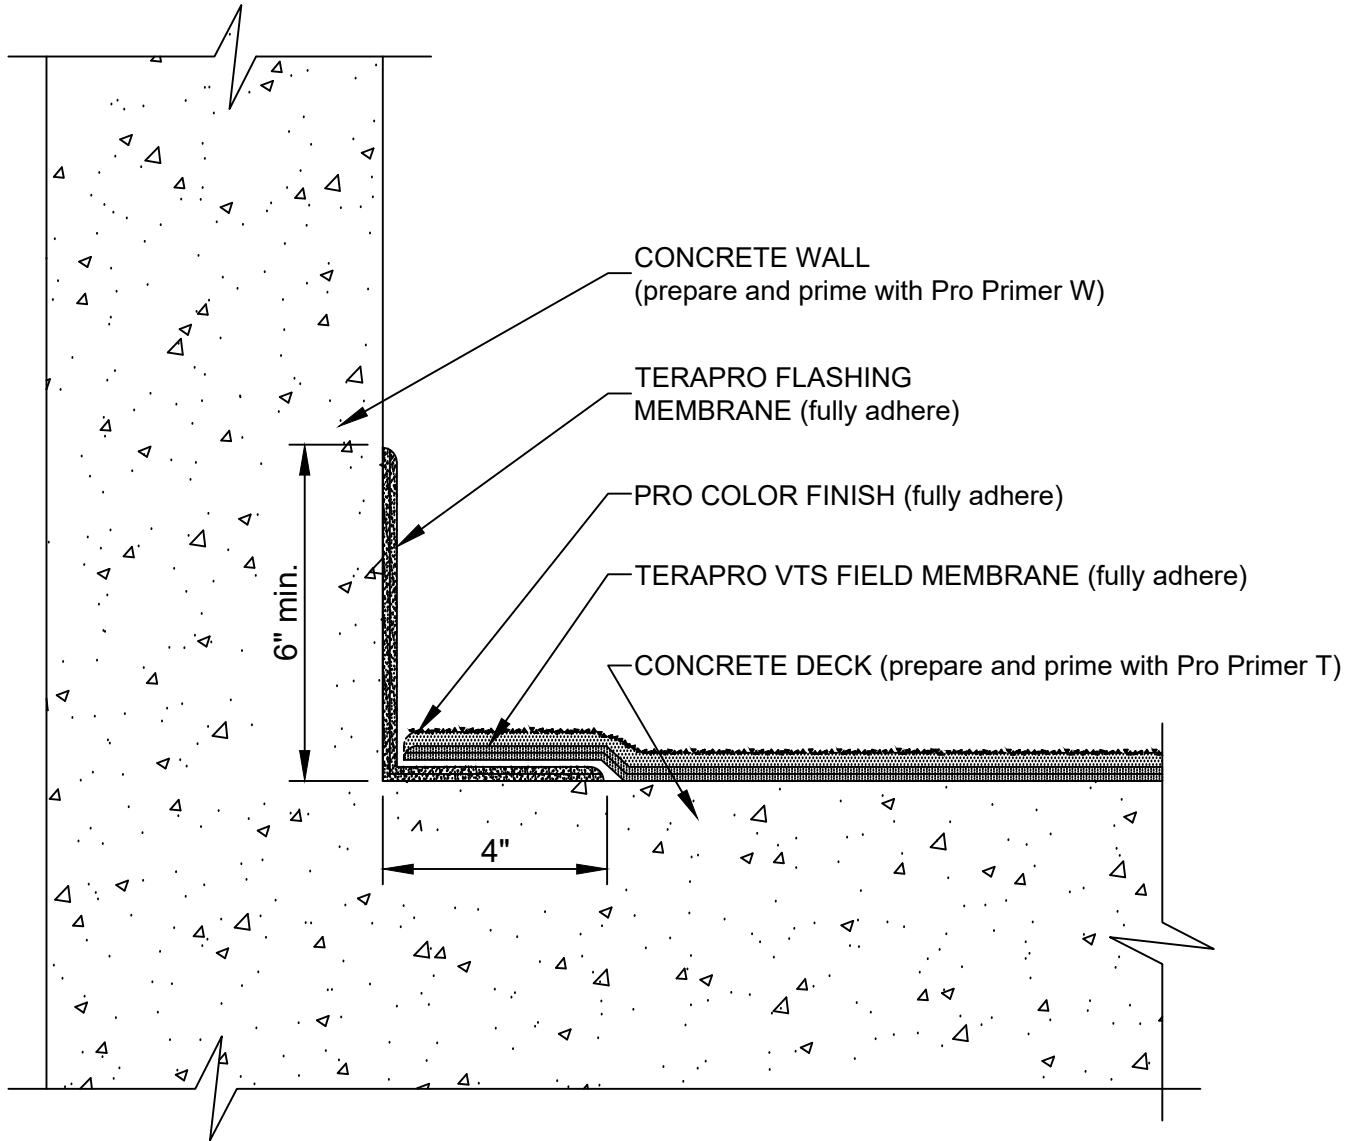 CONCRETE WALL
(prepare and prime with Pro Primer W)
TERAPRO FLASHING
MEMBRANE (fully adhere)
PRO COLOR FINISH (fully adhere)
TERAPRO VTS FIELD MEMBRANE (fully adhere)
6" min.
CONCRETE DECK (prepare and prime with Pro Primer T)
4"